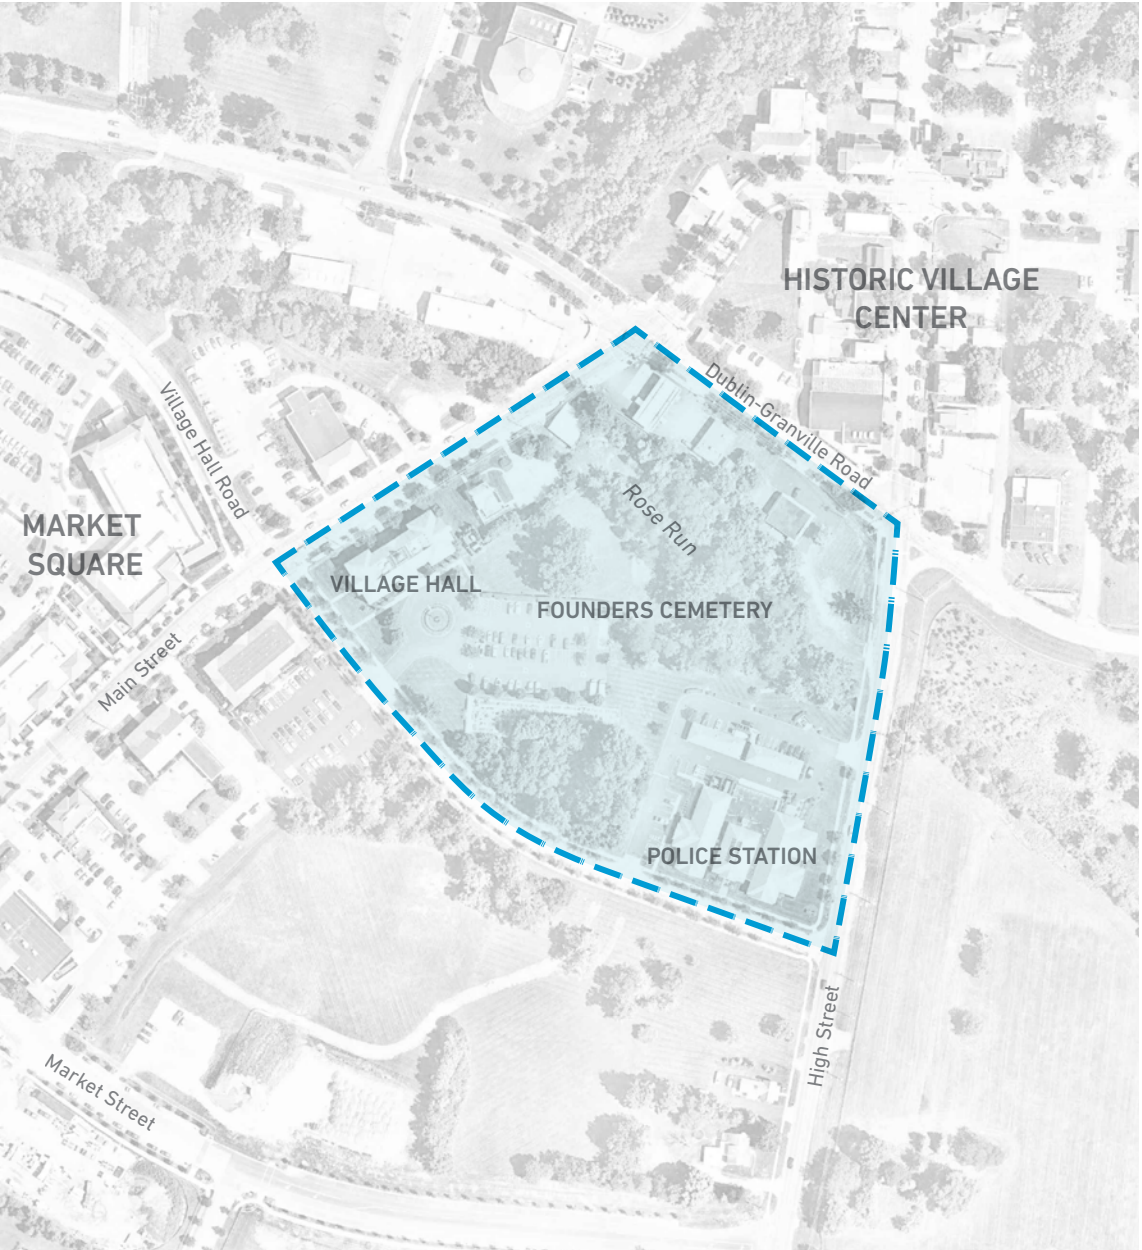 HISTORIC VILLAGE
CENTER
Dublin-Granville Road
Village Hall Road
Rose Run
MARKET
SQUARE
VILLAGE HALL
FOUNDERS CEMETERY
Main Street
POLICE STATION
High Street
Market Street